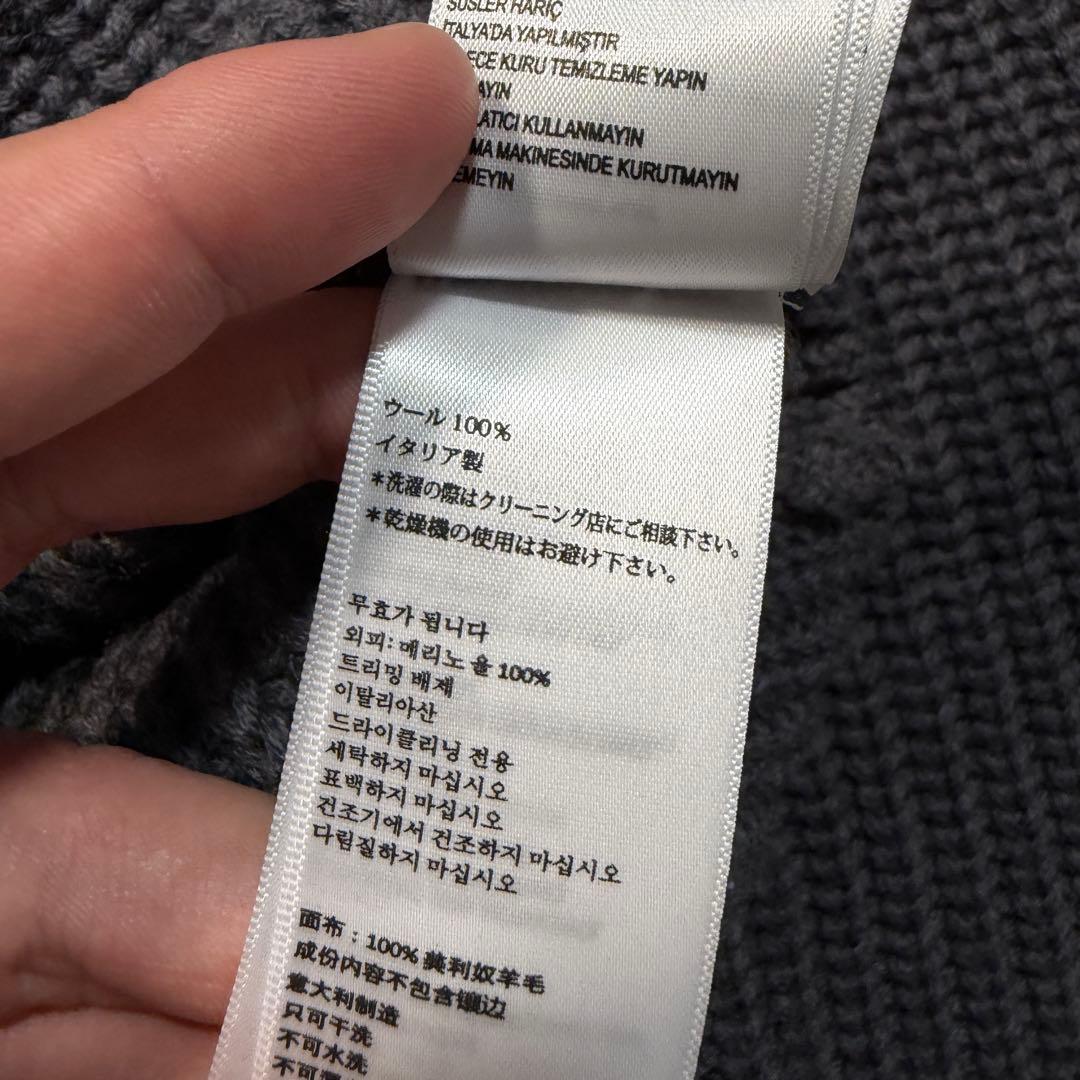 SÜSLER HARİÇ
İTALYA'DA YAPILMIŞTIR
ECE KURU TEMİZLEME YAPIN
AYIN
LATICI KULLANMAYIN
MA MAKİNESİNDE KURUTMAYIN
EMEYIN
ウール 100%
イタリア製
*洗濯の際はクリーニング店にご相談下さい。
*乾燥機の使用はお避け下さい。
무효가 됩니다
외피: 메리노 울 100%
트리밍 배제
이탈리아산
드라이클리닝 전용
세탁하지 마십시오
표백하지 마십시오
건조기에서 건조하지 마십시오
다림질하지 마십시오
面布：100% 美利奴羊毛
成份内容不包含镶边
意大利制造
只可干洗
不可水洗
不可